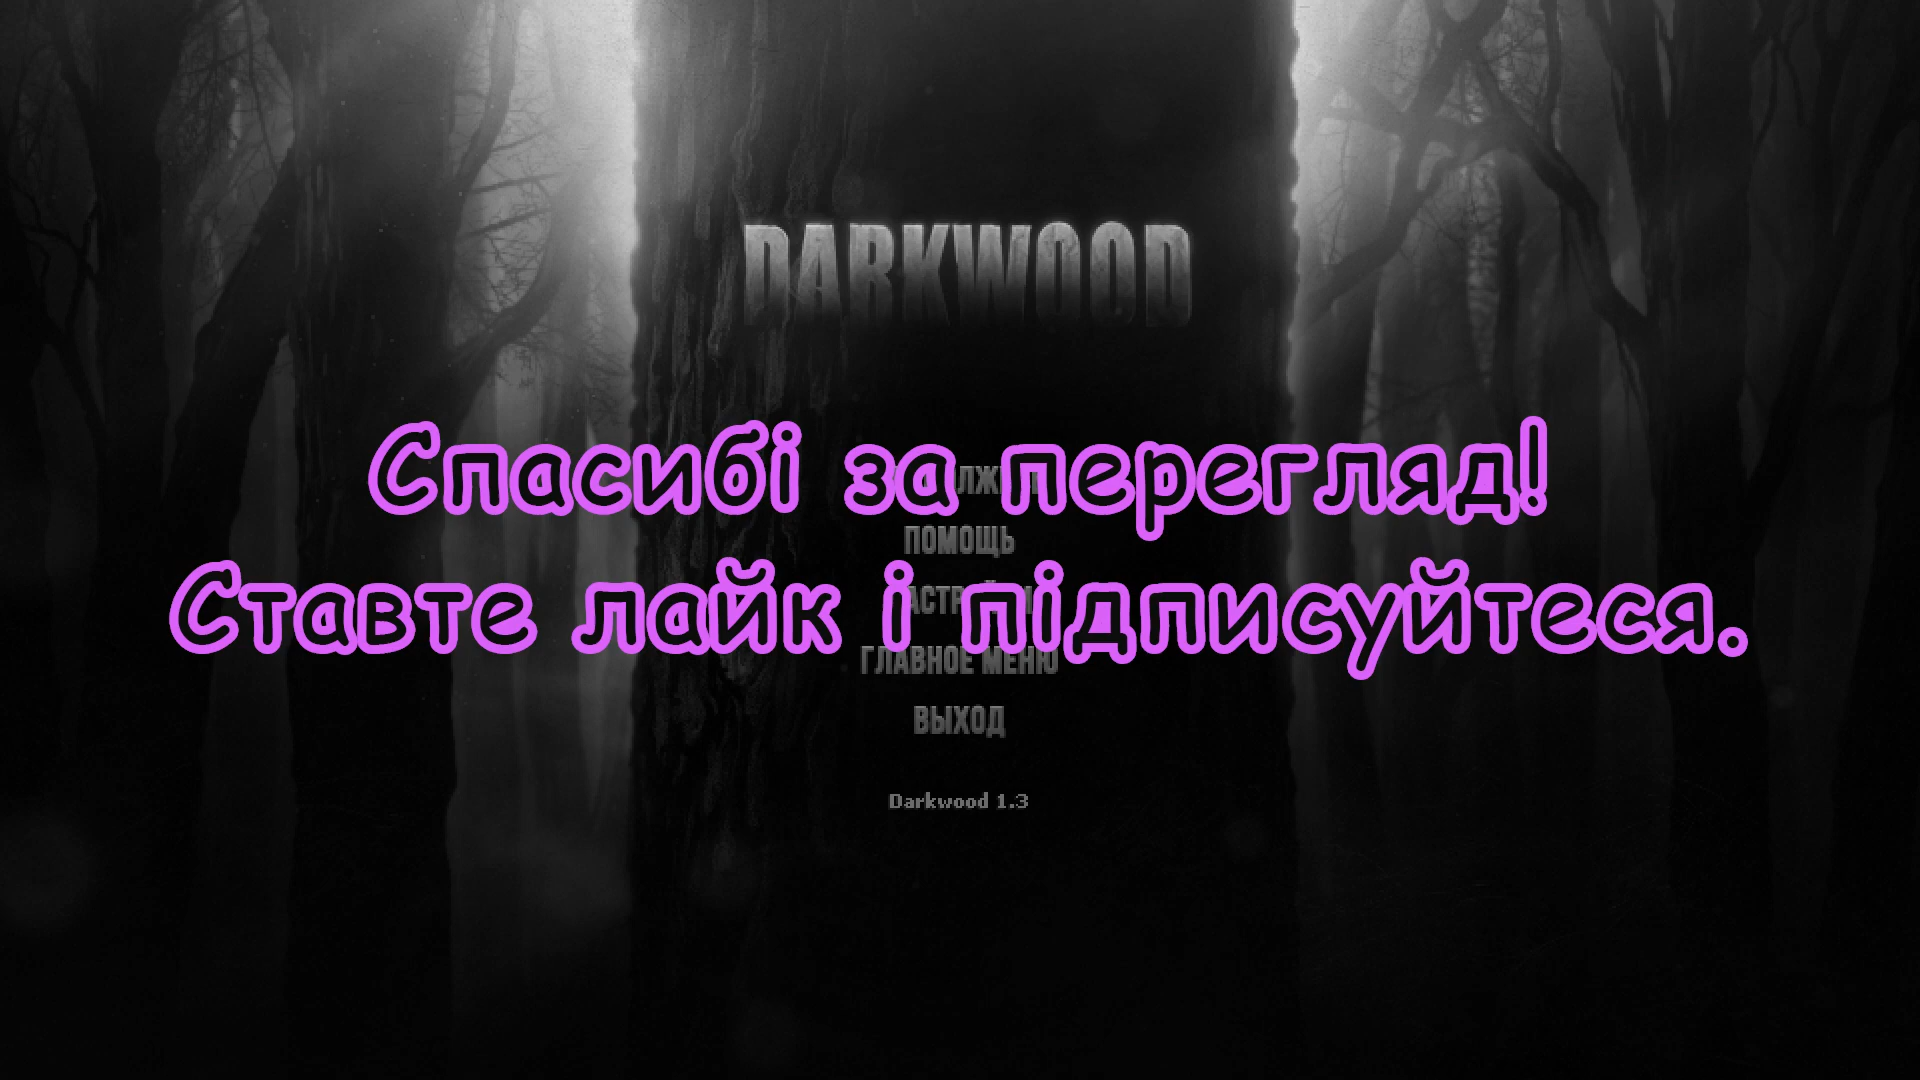 DARKWOOD
Спасибі за перегляд!
ПОМОЩЬ
Ставте лайк і підписуйтеся.
ГЛАВНОЕ МЕНЮ
ВЫХОД
Darkwood 1.3